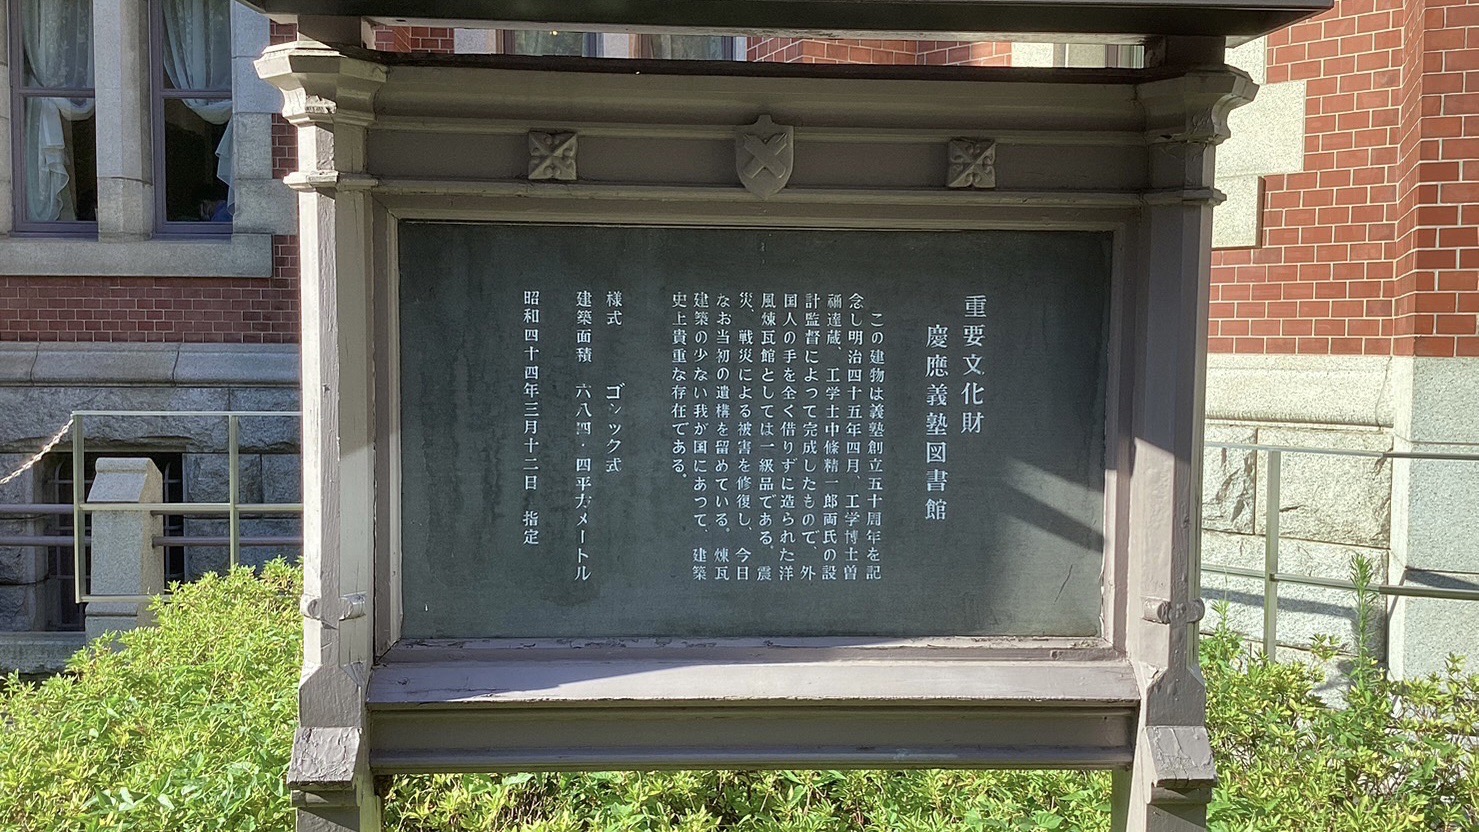 重要文化財
慶應義塾図書館
この建物は義塾創立五十周年を記
念し明治四十五年四月、工学博士曽
禰達蔵、工学士中條精一郎両氏の設
計監督によって完成したもので、外
国人の手を全く借りずに造られた洋
風煉瓦館としては一級品である。震
災、戦災による被害を修復し、今日
なお当初の遺構を留めている。煉瓦
建築の少ない我が国にあって、建築
史上貴重な存在である。
様式　ゴシック式
建築面積　六八四・四平方メートル
昭和四十四年三月十二日　指定